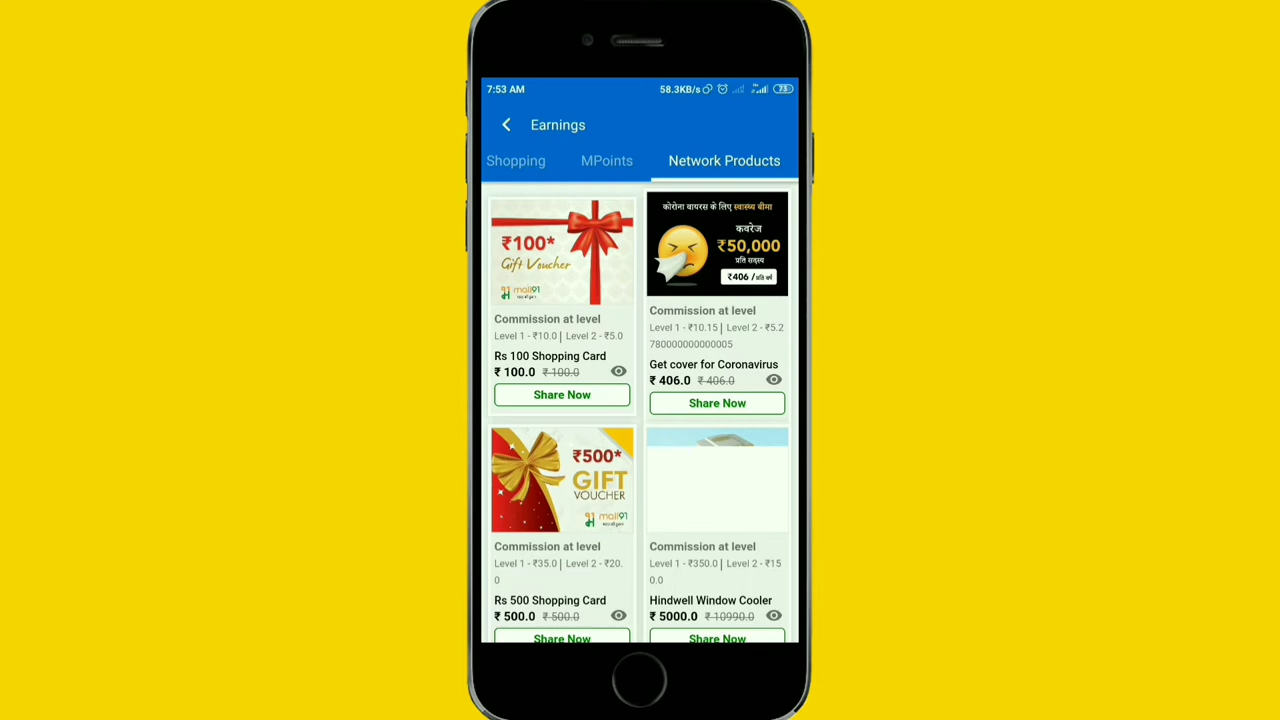 7:53 AM
58.3KB/s
73
Earnings
Shopping
MPoints
Network Products
₹100*
Gift Voucher
mall91
Commission at level
Level 1 - ₹10.0 | Level 2 - ₹5.0
Rs 100 Shopping Card
₹ 100.0 ₹ 100.0
Share Now
कोरोना वायरस के लिए स्वास्थ्य बीमा
कवरेज
₹50,000
प्रति सदस्य
₹406 / प्रति वर्ष
Commission at level
Level 1 - ₹10.15 | Level 2 - ₹5.2
780000000000005
Get cover for Coronavirus
₹ 406.0 ₹ 406.0
Share Now
₹500*
GIFT
VOUCHER
mall91
Commission at level
Level 1 - ₹35.0 | Level 2 - ₹20.
0
Rs 500 Shopping Card
₹ 500.0 ₹ 500.0
Share Now
Commission at level
Level 1 - ₹350.0 | Level 2 - ₹15
0.0
Hindwell Window Cooler
₹ 5000.0 ₹ 10990.0
Share Now